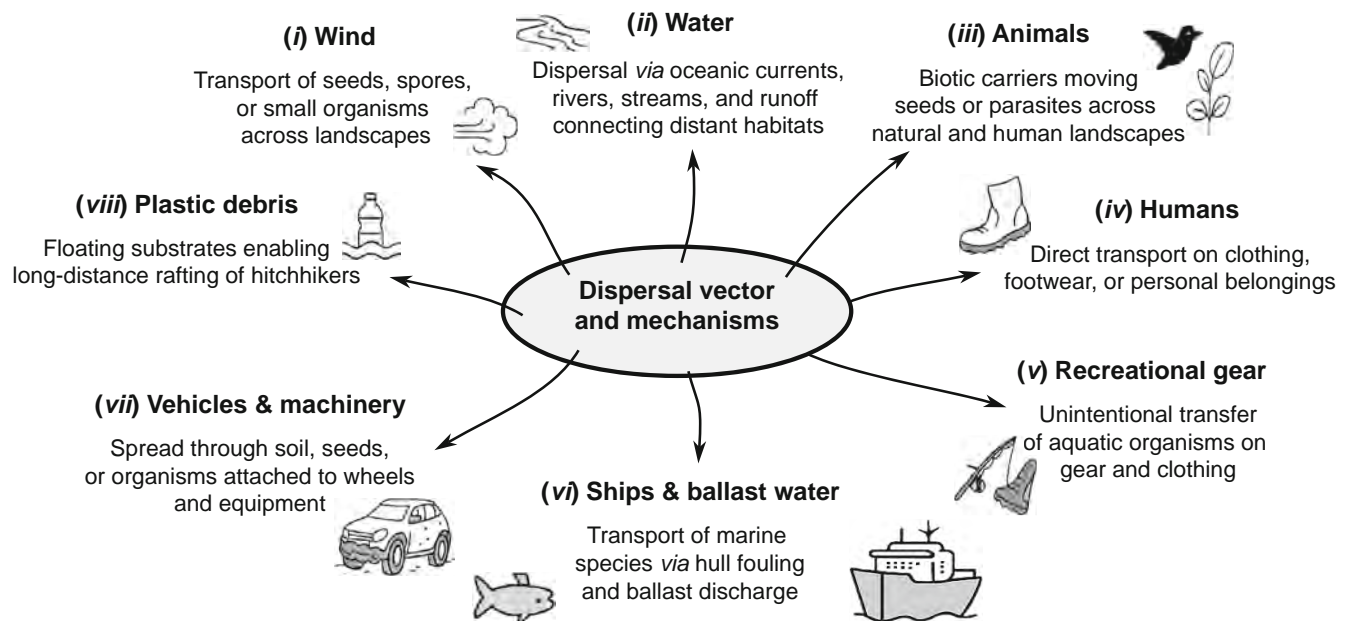 (i) Wind
Transport of seeds, spores,
or small organisms
across landscapes
(ii) Water
Dispersal via oceanic currents,
rivers, streams, and runoff
connecting distant habitats
(iii) Animals
Biotic carriers moving
seeds or parasites across
natural and human landscapes
(iv) Humans
Direct transport on clothing,
footwear, or personal belongings
(v) Recreational gear
Unintentional transfer
of aquatic organisms on
gear and clothing
(vi) Ships & ballast water
Transport of marine
species via hull fouling
and ballast discharge
(vii) Vehicles & machinery
Spread through soil, seeds,
or organisms attached to wheels
and equipment
(viii) Plastic debris
Floating substrates enabling
long-distance rafting of hitchhikers
Dispersal vector
and mechanisms